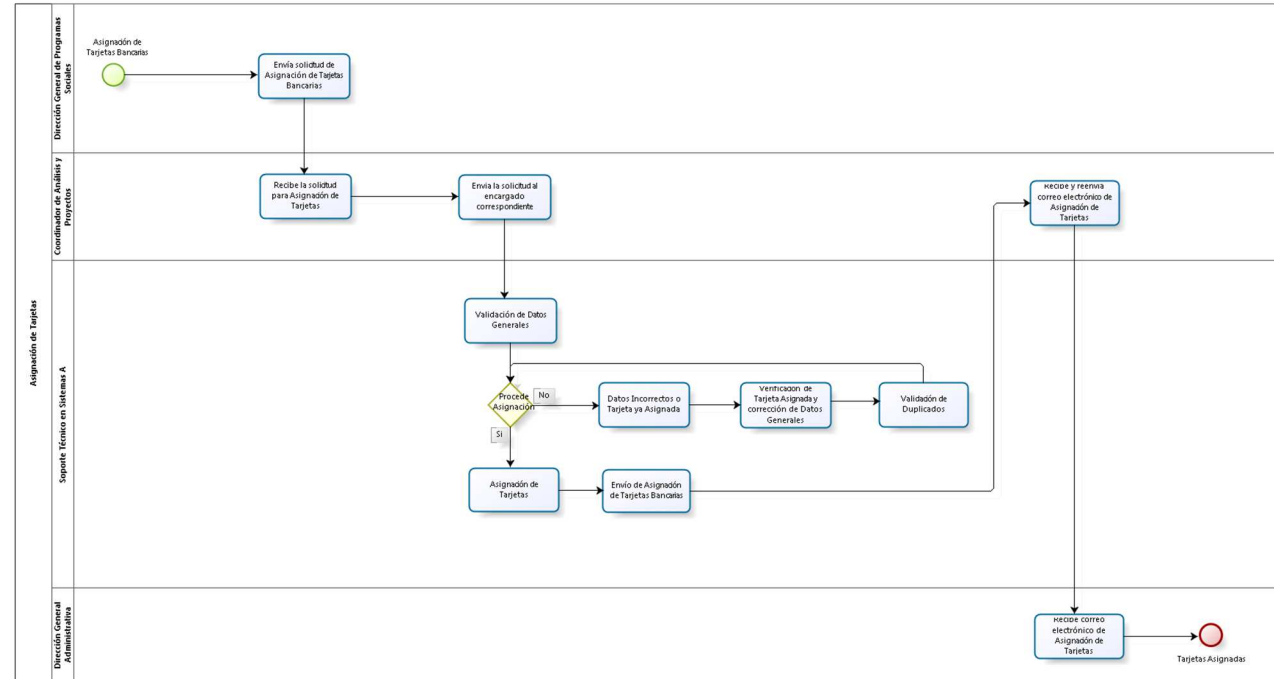 Asignación de Tarjetas
Dirección General de Programas
Sociales
Asignación de
Tarjetas Bancarias
Envía solicitud de
Asignación de Tarjetas
Bancarias
Coordinador de Análisis y
Proyectos
Recibe la solicitud
para Asignación de
Tarjetas
Envia la solicitud al
encargado
correspondiente
Recibe y reenvía
correo electrónico de
Asignación de
Tarjetas
Soporte Técnico en Sistemas A
Validación de Datos
Generales
Procede
Asignación
No
Datos Incorrectos o
Tarjeta ya Asignada
Verificación de
Tarjeta Asignada y
corrección de Datos
Generales
Validación de
Duplicados
Si
Asignación de
Tarjetas
Envío de Asignación
de Tarjetas Bancarias
Dirección General
Administrativa
Recibe correo
electrónico de
Asignación de
Tarjetas
Tarjetas Asignadas